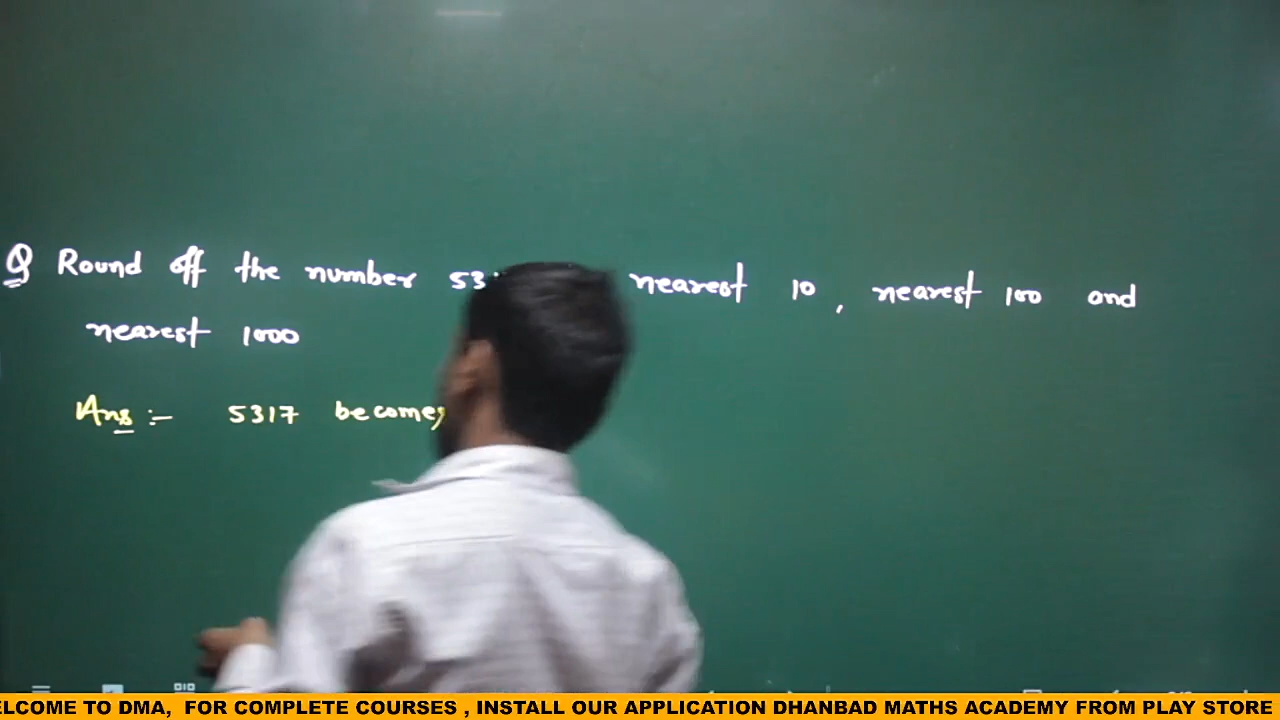 Q Round off the number 53 nearest 10, nearest 100 and
nearest 1000
Ans :- 5317 becomes
ELCOME TO DMA, FOR COMPLETE COURSES , INSTALL OUR APPLICATION DHANBAD MATHS ACADEMY FROM PLAY STORE